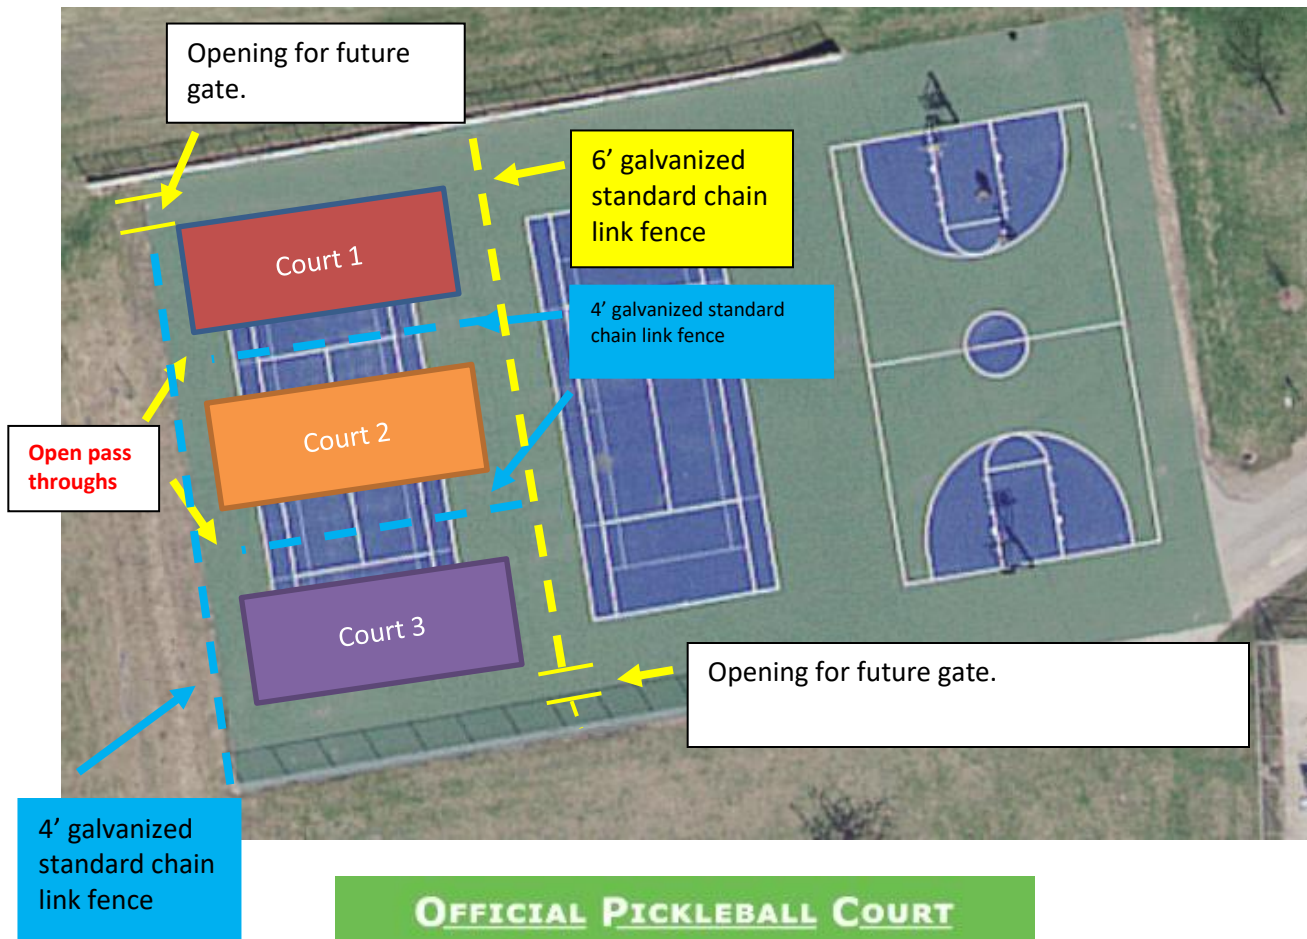 Opening for future
gate.
6’ galvanized
standard chain
link fence
Court 1
4’ galvanized standard
chain link fence
Court 2
Open pass
throughs
Court 3
Opening for future gate.
4’ galvanized
standard chain
link fence
OFFICIAL PICKLEBALL COURT